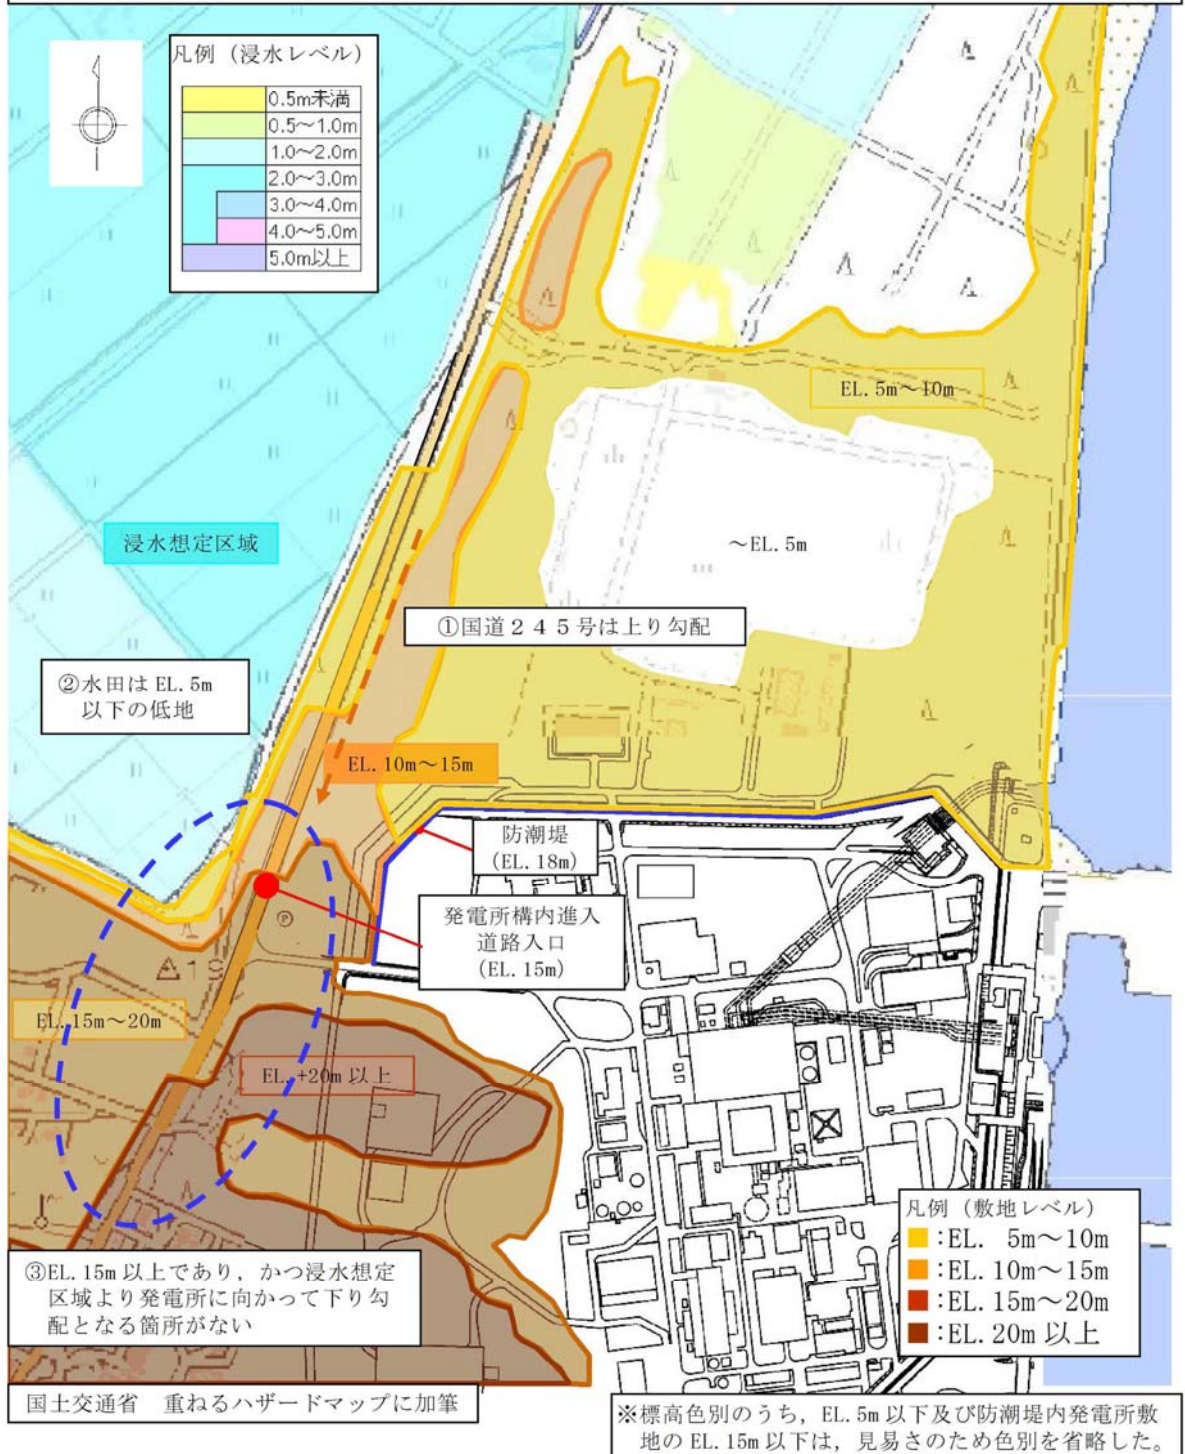 凡例（浸水レベル）
0.5m未満
0.5～1.0m
1.0～2.0m
2.0～3.0m
3.0～4.0m
4.0～5.0m
5.0m以上
EL. 5m～10m
浸水想定区域
～EL. 5m
①国道２４５号は上り勾配
②水田は EL. 5m
以下の低地
EL. 10m～15m
防潮堤
(EL. 18m)
発電所構内進入
道路入口
(EL. 15m)
P
19
EL. 15m～20m
EL. +20m 以上
凡例（敷地レベル）
：EL. 5m～10m
：EL. 10m～15m
：EL. 15m～20m
：EL. 20m 以上
③EL. 15m 以上であり，かつ浸水想定
区域より発電所に向かって下り勾
配となる箇所がない
国土交通省　重ねるハザードマップに加筆
※標高色別のうち，EL. 5m 以下及び防潮堤内発電所敷
地の EL. 15m 以下は，見易さのため色別を省略した。